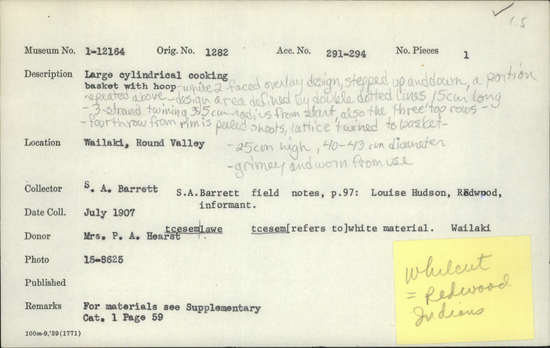 15
Museum No. 1-12164 Orig. No. 1282 Acc. No. 291-294 No. Pieces 1
Description Large cylindrical cooking
basket with hoop - white 2 faced overlay design, stepped up and down, a portion
repeated above - design area defined by double dotted lines, 15cm long
- 3-strand twining 3.5 cm radius from start, also the three top rows -
- fourth row from rim is peeled shoots, lattice twined to basket -
Location Wailaki, Round Valley - 25cm high, 40-43 cm diameter
- grimey and worn from use
Collector S. A. Barrett S.A.Barrett field notes, p.97: Louise Hudson, Redwood,
informant.
Date Coll. July 1907
tcesem lawe tcesem[refers to]white material. Wailaki
Donor Mrs. P. A. Hearst
Photo 15-8625
Published
Remarks For materials see Supplementary
Cat. 1 Page 59
100m-9,'39(1771)
Whilcut
= Redwood
Indians